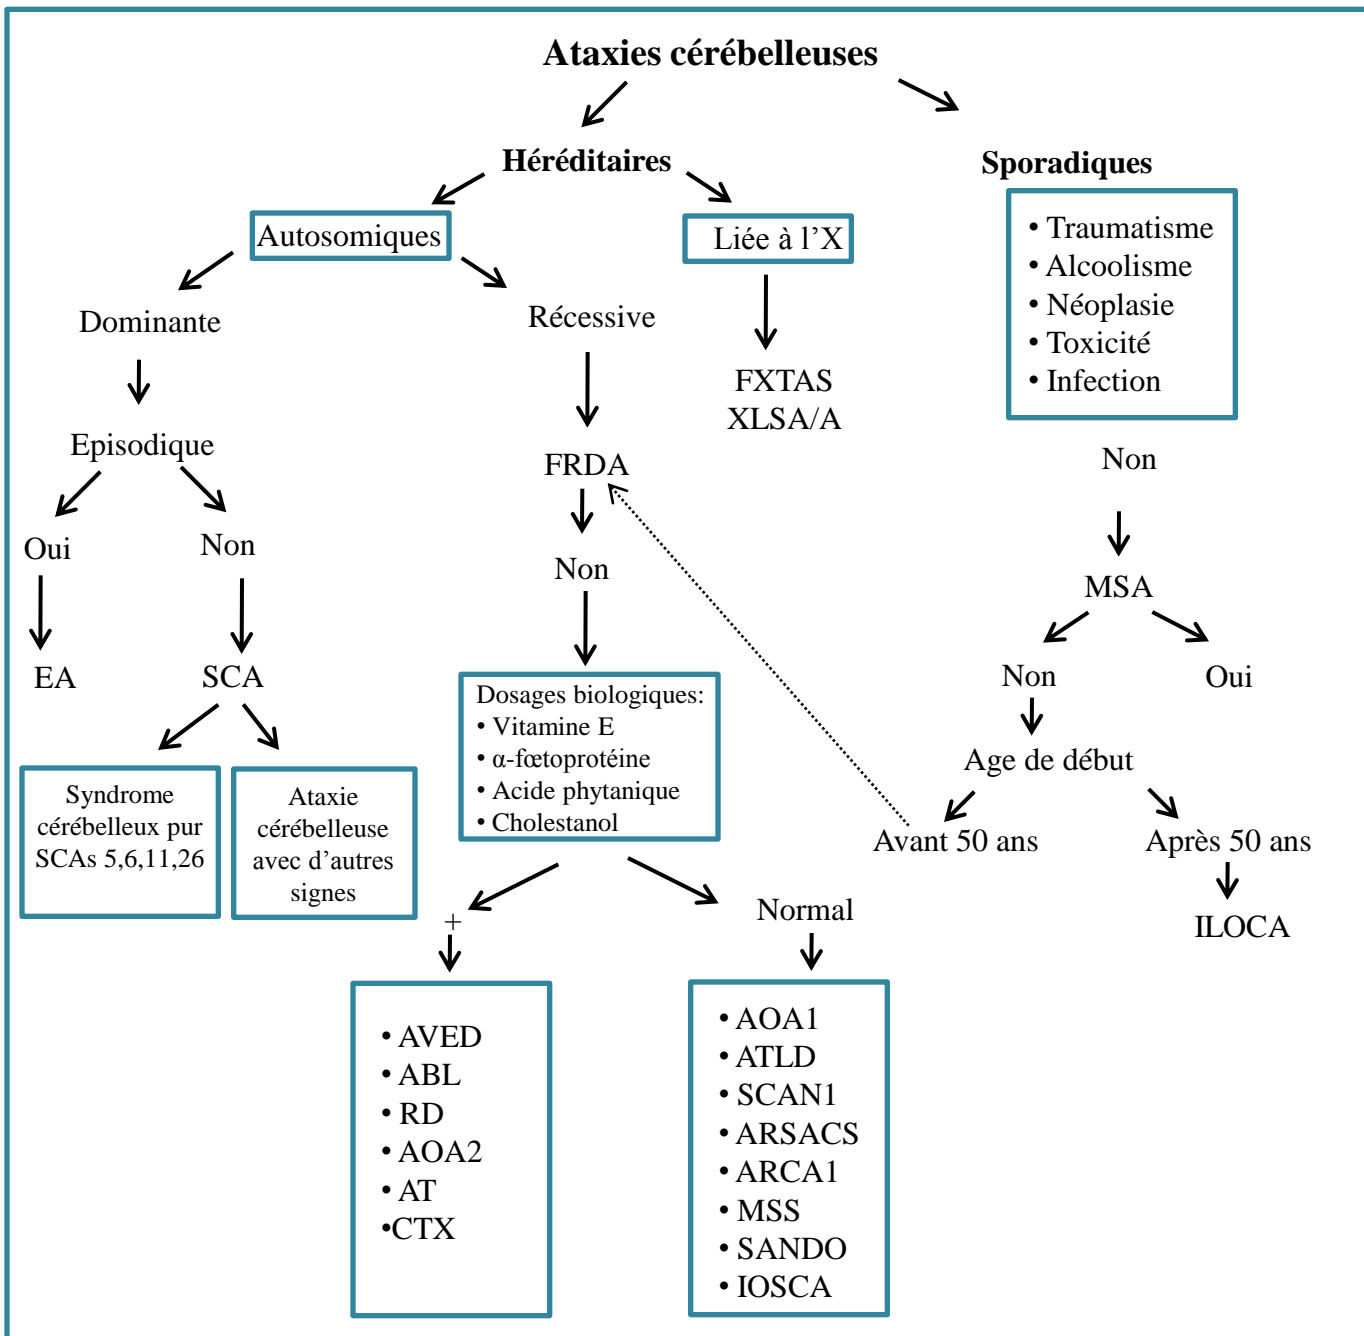 Ataxies cérébelleuses
Héréditaires
Sporadiques
Autosomiques
Liée à l'X
• Traumatisme
• Alcoolisme
• Néoplasie
• Toxicité
• Infection
Dominante
Récessive
FXTAS
XLSA/A
Episodique
FRDA
Non
Oui
Non
Non
MSA
EA
SCA
Non
Oui
Dosages biologiques:
• Vitamine E
• α-fœtoprotéine
• Acide phytanique
• Cholestanol
Age de début
Syndrome
cérébelleux pur
SCAs 5,6,11,26
Ataxie
cérébelleuse
avec d'autres
signes
Avant 50 ans
Après 50 ans
+
Normal
ILOCA
• AVED
• ABL
• RD
• AOA2
• AT
•CTX
• AOA1
• ATLD
• SCAN1
• ARSACS
• ARCA1
• MSS
• SANDO
• IOSCA